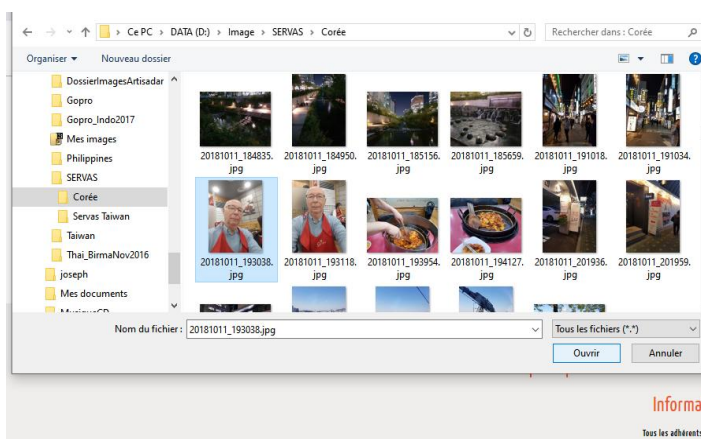 Ce PC > DATA (D:) > Image > SERVAS > Corée
Rechercher dans : Corée
Organiser
Nouveau dossier
DossierImagesArtisadar
Gopro
Gopro_Indo2017
Mes images
Philippines
SERVAS
Corée
Servas Taiwan
Taiwan
Thai_BirmaNov2016
joseph
Mes documents
20181011_184835.jpg
20181011_184950.jpg
20181011_185156.jpg
20181011_185659.jpg
20181011_191018.jpg
20181011_191034.jpg
20181011_193038.jpg
20181011_193118.jpg
20181011_193954.jpg
20181011_194127.jpg
20181011_201936.jpg
20181011_201959.jpg
Nom du fichier : 20181011_193038.jpg
Tous les fichiers (*.*)
Ouvrir
Annuler
Informa
Tous les adhérents